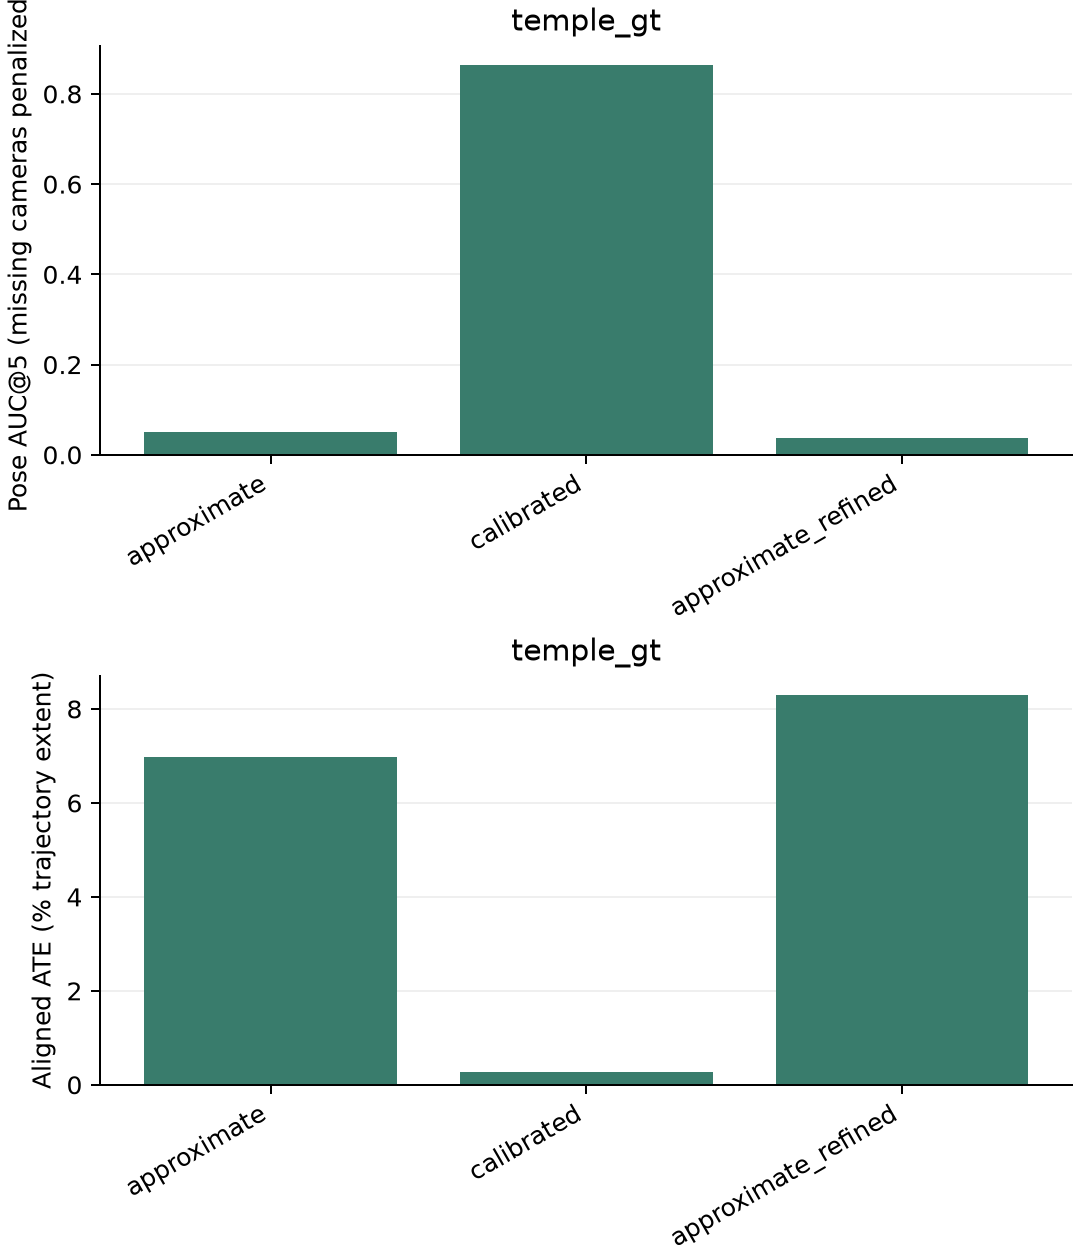 temple_gt
Pose AUC@5 (missing cameras penalized
0.8
0.6
0.4
0.2
0.0
approximate
calibrated
approximate_refined
temple_gt
Aligned ATE (% trajectory extent)
8
6
4
2
0
approximate
calibrated
approximate_refined